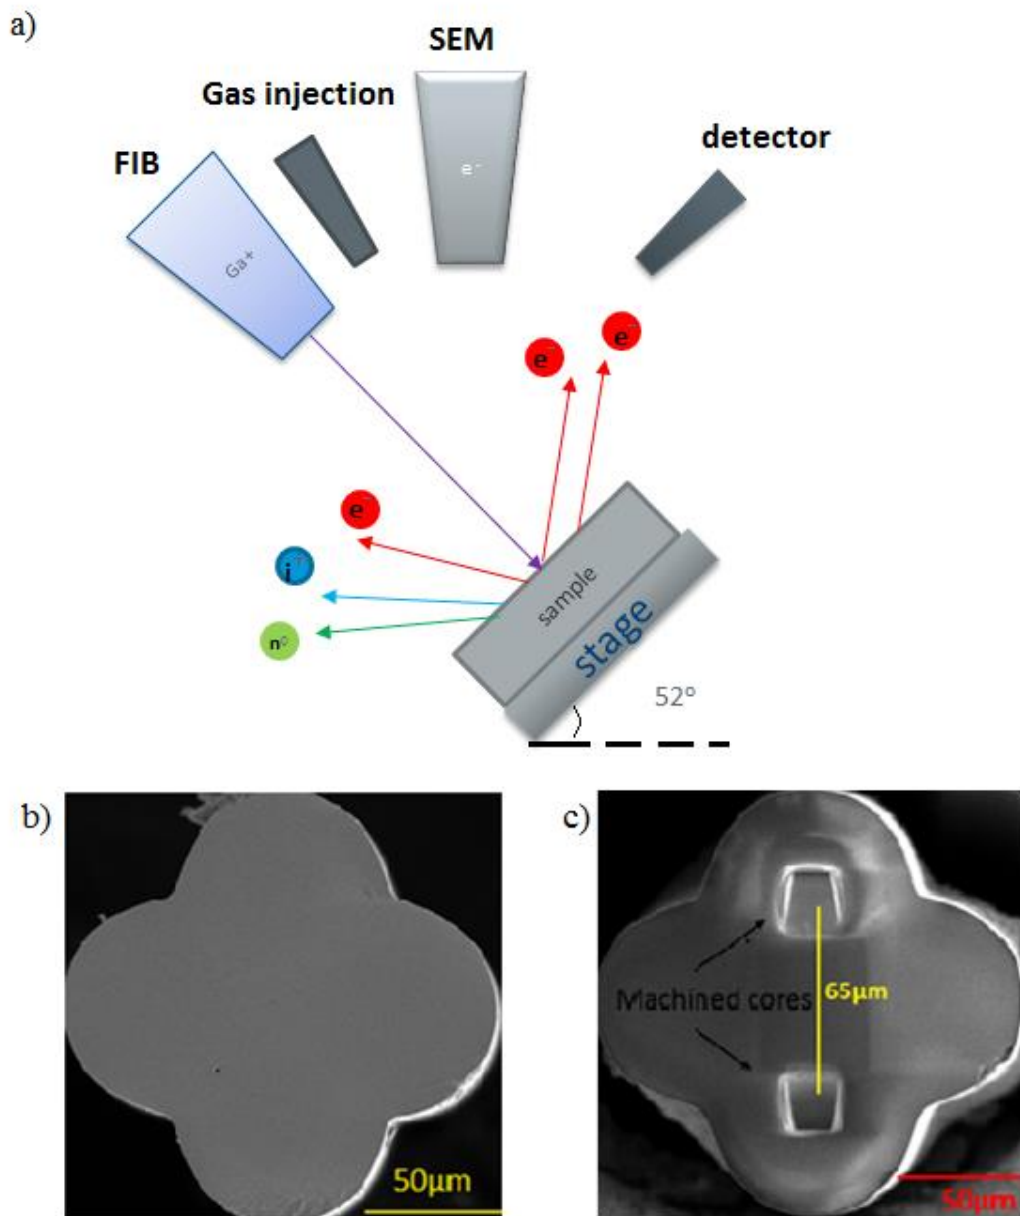 a)
SEM
Gas injection
detector
FIB
e⁻
Ga+
e⁻
e⁻
e⁻
i⁺
n⁰
sample
stage
52°
b)
c)
65µm
Machined cores
50µm
50µm